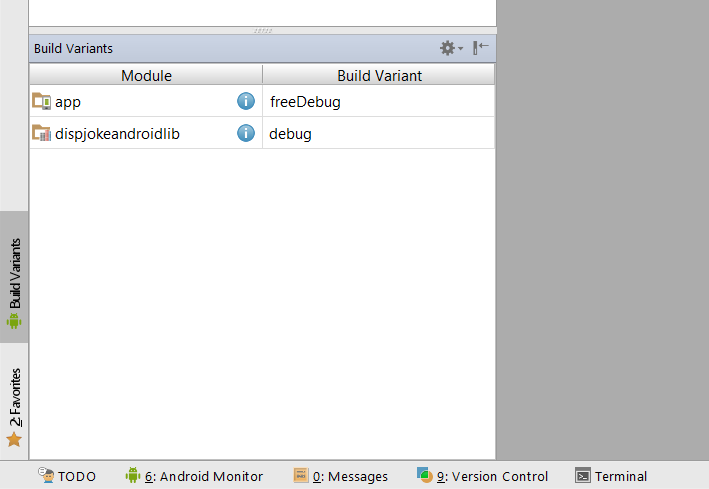 Build Variants
Module Build Variant
app freeDebug
dispjokeandroidlib debug
Build Variants
2: Favorites
TODO 6: Android Monitor 0: Messages 9: Version Control Terminal